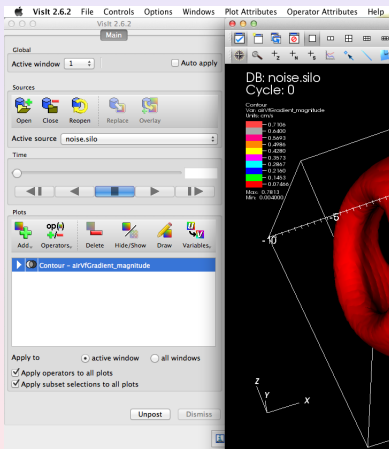 VisIt 2.6.2 File Controls Options Windows Plot Attributes Operator Attributes Help
VisIt 2.6.2
Main
Global
Active window 1
Auto apply
Sources
Open Close Reopen Replace Overlay
Active source noise.silo
Time
Plots
op(+)
Add Operators Delete Hide/Show Draw Variables
Contour - airVfGradient_magnitude
Apply to active window all windows
Apply operators to all plots
Apply subset selections to all plots
Unpost Dismiss
DB: noise.silo
Cycle: 0
Contour
Var: airVfGradient_magnitude
Units: cm/s
0.7106
0.6400
0.5693
0.4986
0.4280
0.3573
0.2867
0.2160
0.1453
0.07466
Max: 0.7813
Min: 0.004000
-5
-10
Z
Y
X